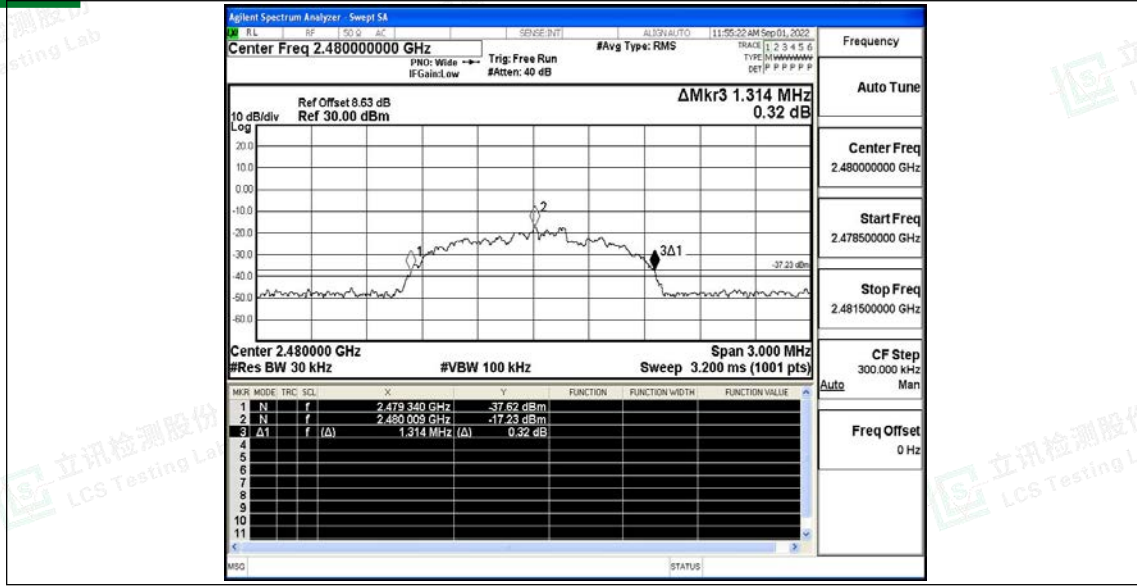 Agilent Spectrum Analyzer - Swept SA
RL RF 50 Ω AC SENSE:INT ALIGN AUTO 11:55:22 AM Sep 01, 2022
Center Freq 2.480000000 GHz
#Avg Type: RMS
TRACE 1 2 3 4 5 6
PNO: Wide Trig: Free Run
TYPE M WWWWW
IFGain:Low #Atten: 40 dB
DET P P P P P P
Frequency
Auto Tune
ΔMkr3 1.314 MHz
0.32 dB
Ref Offset 8.63 dB
10 dB/div Ref 30.00 dBm
Log
20.0
10.0
0.00
-10.0
-20.0
-30.0
-40.0
-50.0
-60.0
1
2
3Δ1
-37.23 dBm
Center Freq
2.480000000 GHz
Start Freq
2.478500000 GHz
Stop Freq
2.481500000 GHz
CF Step
300.000 kHz
Auto Man
Freq Offset
0 Hz
Center 2.480000 GHz Span 3.000 MHz
#Res BW 30 kHz #VBW 100 kHz Sweep 3.200 ms (1001 pts)
MKR MODE TRC SCL X Y FUNCTION FUNCTION WIDTH FUNCTION VALUE
1 N f 2.479 340 GHz -37.62 dBm
2 N f 2.480 009 GHz -17.23 dBm
3 Δ1 f (Δ) 1.314 MHz (Δ) 0.32 dB
4
5
6
7
8
9
10
11
MSG STATUS
立讯检测股份
LCS Testing Lab
立讯检测股份
LCS Testing L